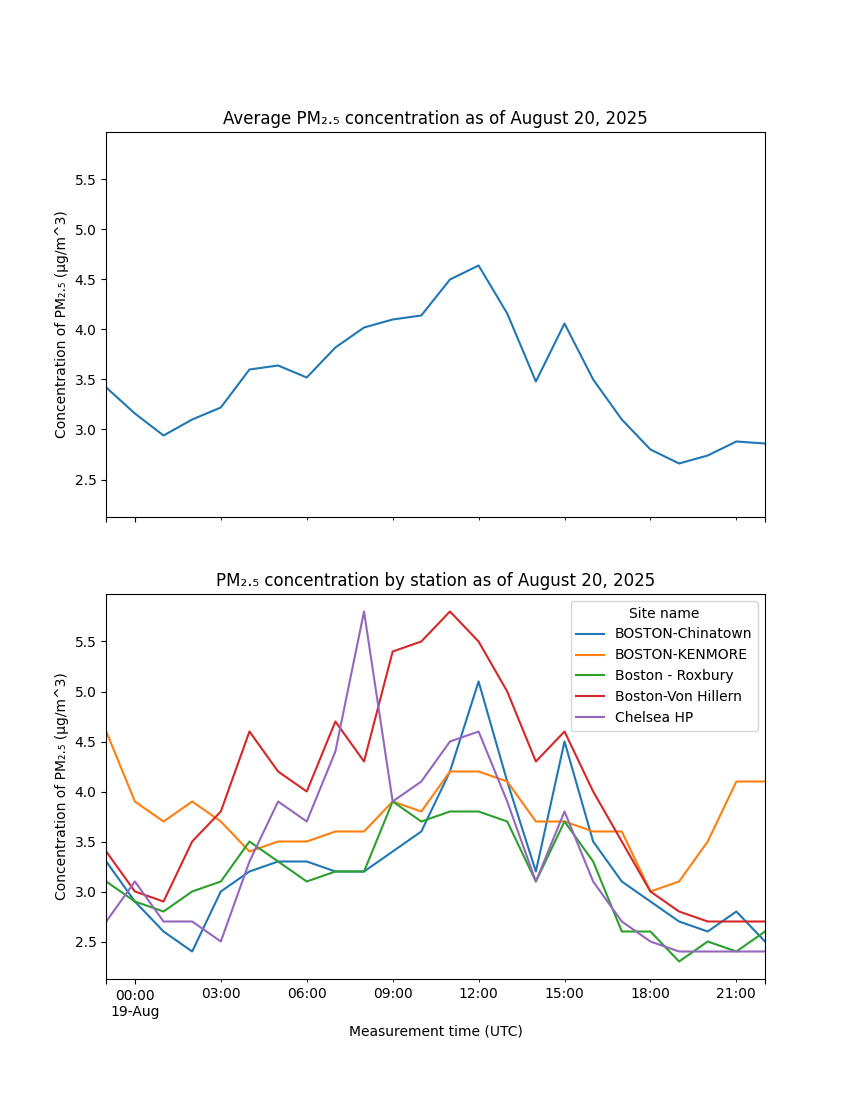 Average PM₂.₅ concentration as of August 20, 2025
5.5
5.0
4.5
4.0
3.5
3.0
2.5
Concentration of PM₂.₅ (µg/m^3)
PM₂.₅ concentration by station as of August 20, 2025
5.5
5.0
4.5
4.0
3.5
3.0
2.5
Concentration of PM₂.₅ (µg/m^3)
Site name
BOSTON-Chinatown
BOSTON-KENMORE
Boston - Roxbury
Boston-Von Hillern
Chelsea HP
00:00 03:00 06:00 09:00 12:00 15:00 18:00 21:00
19-Aug
Measurement time (UTC)